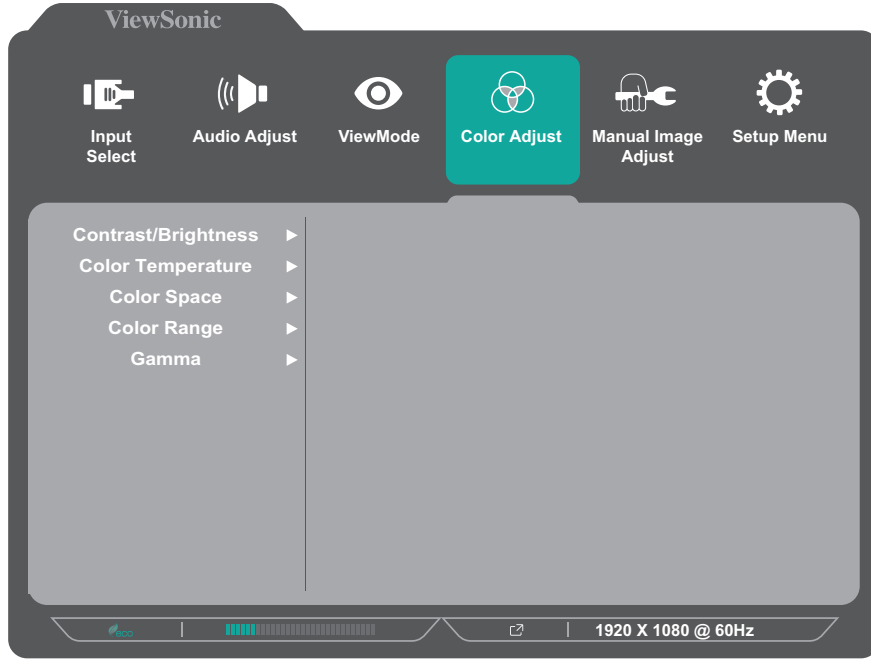 ViewSonic
Input Select
Audio Adjust
ViewMode
Color Adjust
Manual Image Adjust
Setup Menu
Contrast/Brightness
Color Temperature
Color Space
Color Range
Gamma
eco
1920 X 1080 @ 60Hz